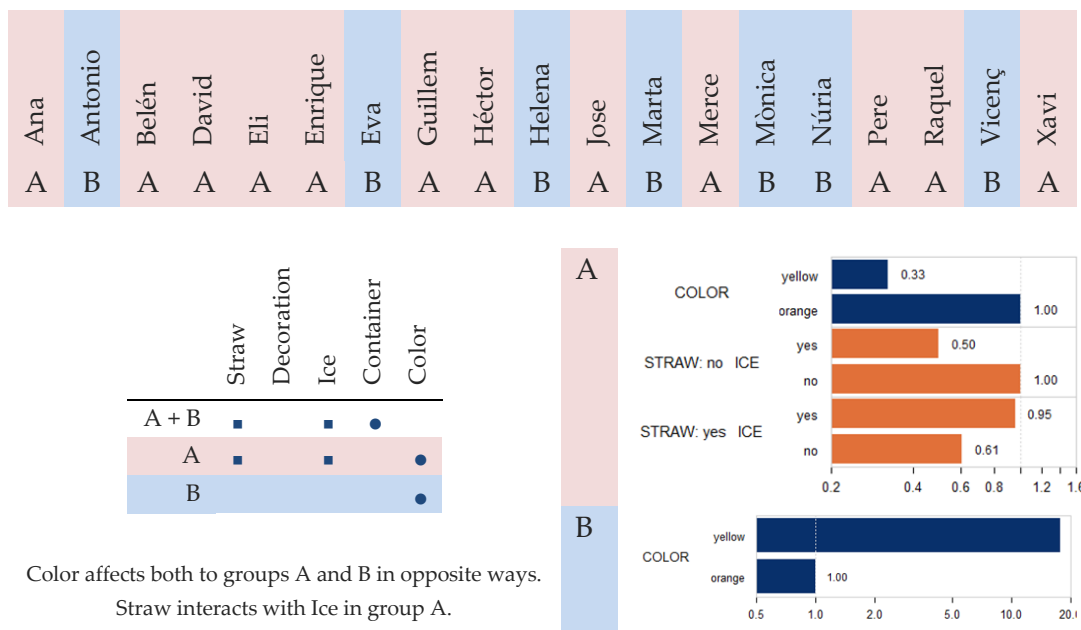 Ana Antonio Belén David Eli Enrique Eva Guillem Héctor Helena Jose Marta Merce Mònica Núria Pere Raquel Vicenç Xavi
A B A A A A B A A B A B A B B A A B A
Straw Decoration Ice Container Color
A + B
A
B
Color affects both to groups A and B in opposite ways.
Straw interacts with Ice in group A.
A
COLOR
yellow 0.33
orange 1.00
STRAW: no ICE
yes 0.50
no 1.00
STRAW: yes ICE
yes 0.95
no 0.61
0.2 0.4 0.6 0.8 1.2 1.6
B
COLOR
yellow
orange 1.00
0.5 1.0 2.0 5.0 10.0 20.0